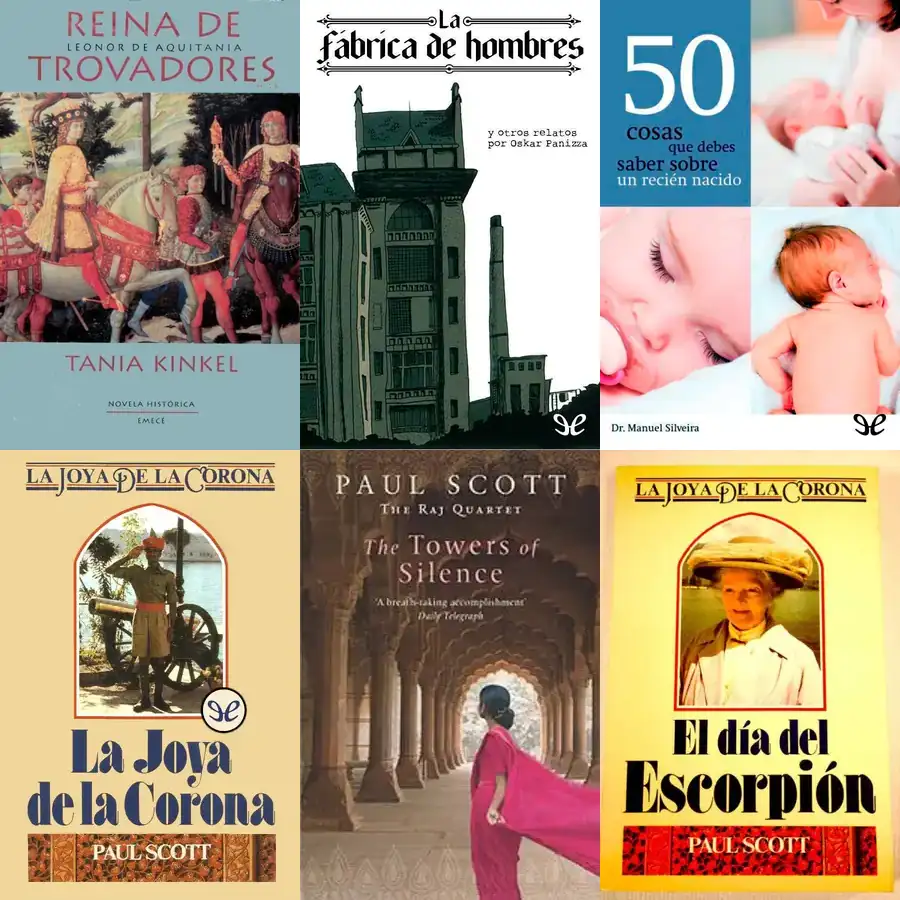 REINA DE
LEONOR DE AQUITANIA
TROVADORES
TANIA KINKEL
NOVELA HISTÓRICA
EMECÉ
La
fábrica de hombres
y otros relatos
por Oskar Panizza
50
cosas
que debes
saber sobre
un recién nacido
Dr. Manuel Silveira
LA JOYA DE LA CORONA
La Joya
de la Corona
PAUL SCOTT
PAUL SCOTT
THE RAJ QUARTET
The Towers of
Silence
'A breath-taking accomplishment'
Daily Telegraph
LA JOYA DE LA CORONA
El día del
Escorpión
PAUL SCOTT